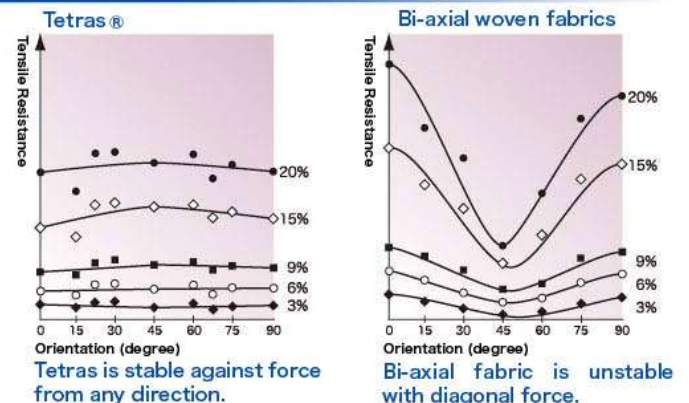 Tetras ®
Tensile Resistance
20%
15%
9%
6%
3%
0 15 30 45 60 75 90
Orientation (degree)
Tetras is stable against force
from any direction.
Bi-axial woven fabrics
Tensile Resistance
20%
15%
9%
6%
3%
0 15 30 45 60 75 90
Orientation (degree)
Bi-axial fabric is unstable
with diagonal force.